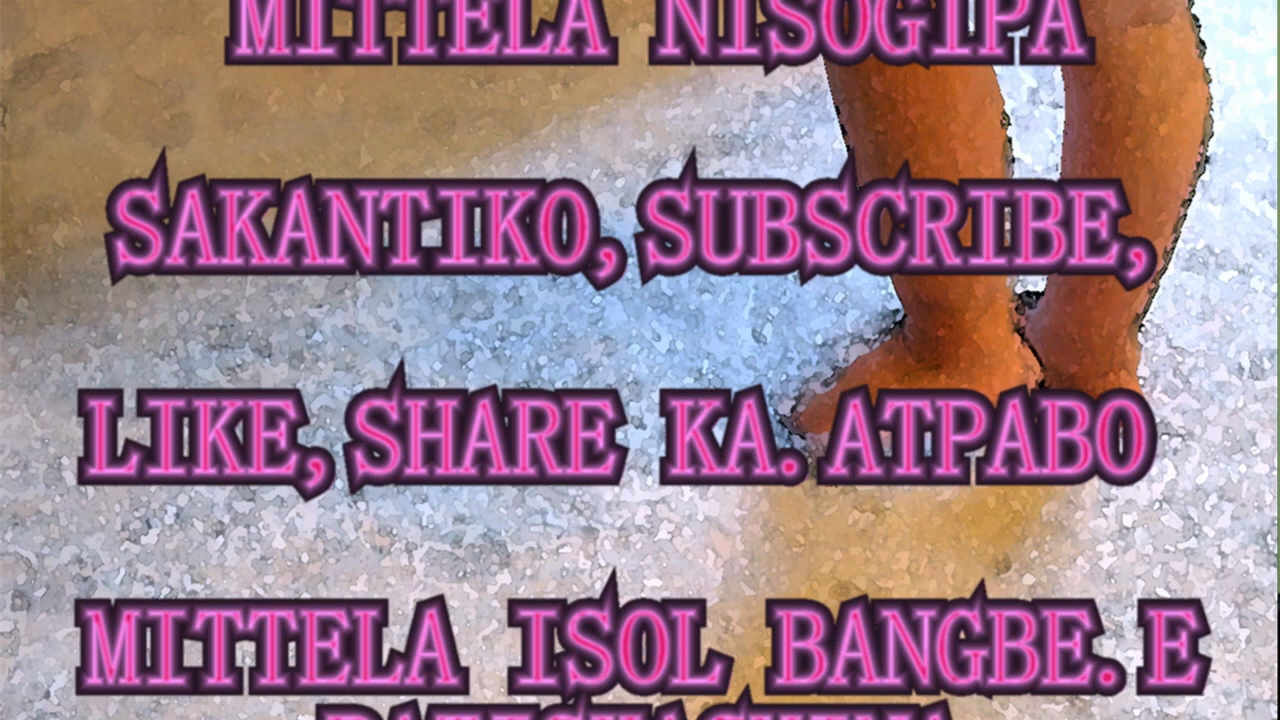 MITTELA NISOGIPA
SAKANTIKO, SUBSCRIBE,
LIKE, SHARE KA. ATPABO
MITTELA ISOL BANGBE. E